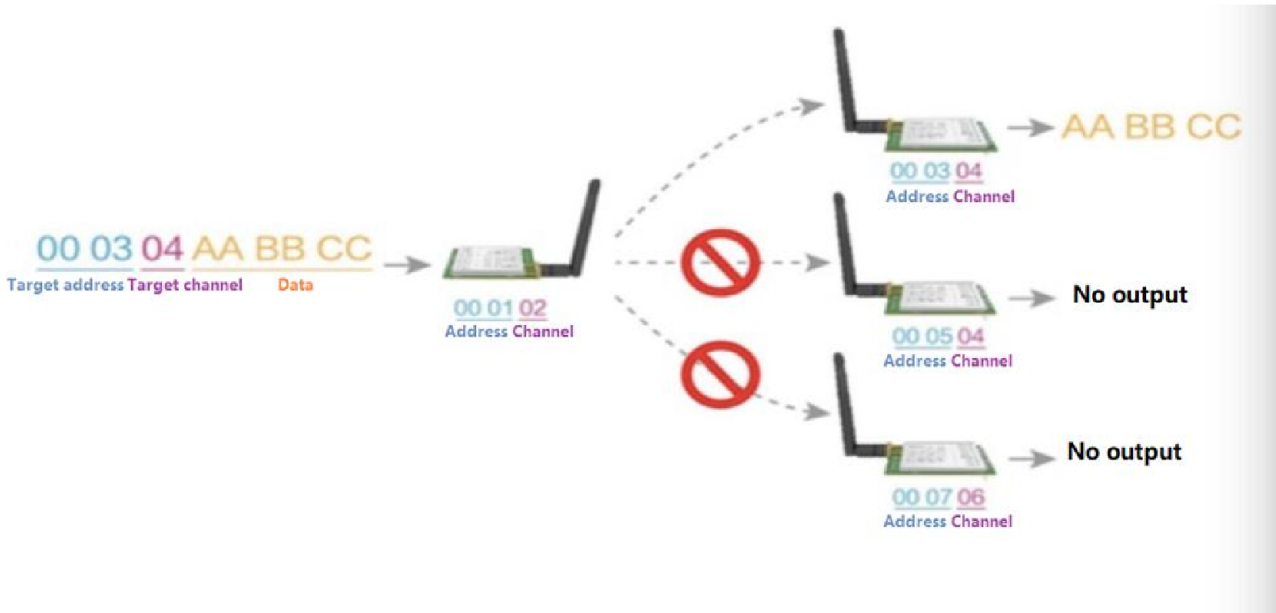 00 03 04 AA BB CC
Target address Target channel Data
00 01 02
Address Channel
AA BB CC
00 03 04
Address Channel
No output
00 05 04
Address Channel
No output
00 07 06
Address Channel